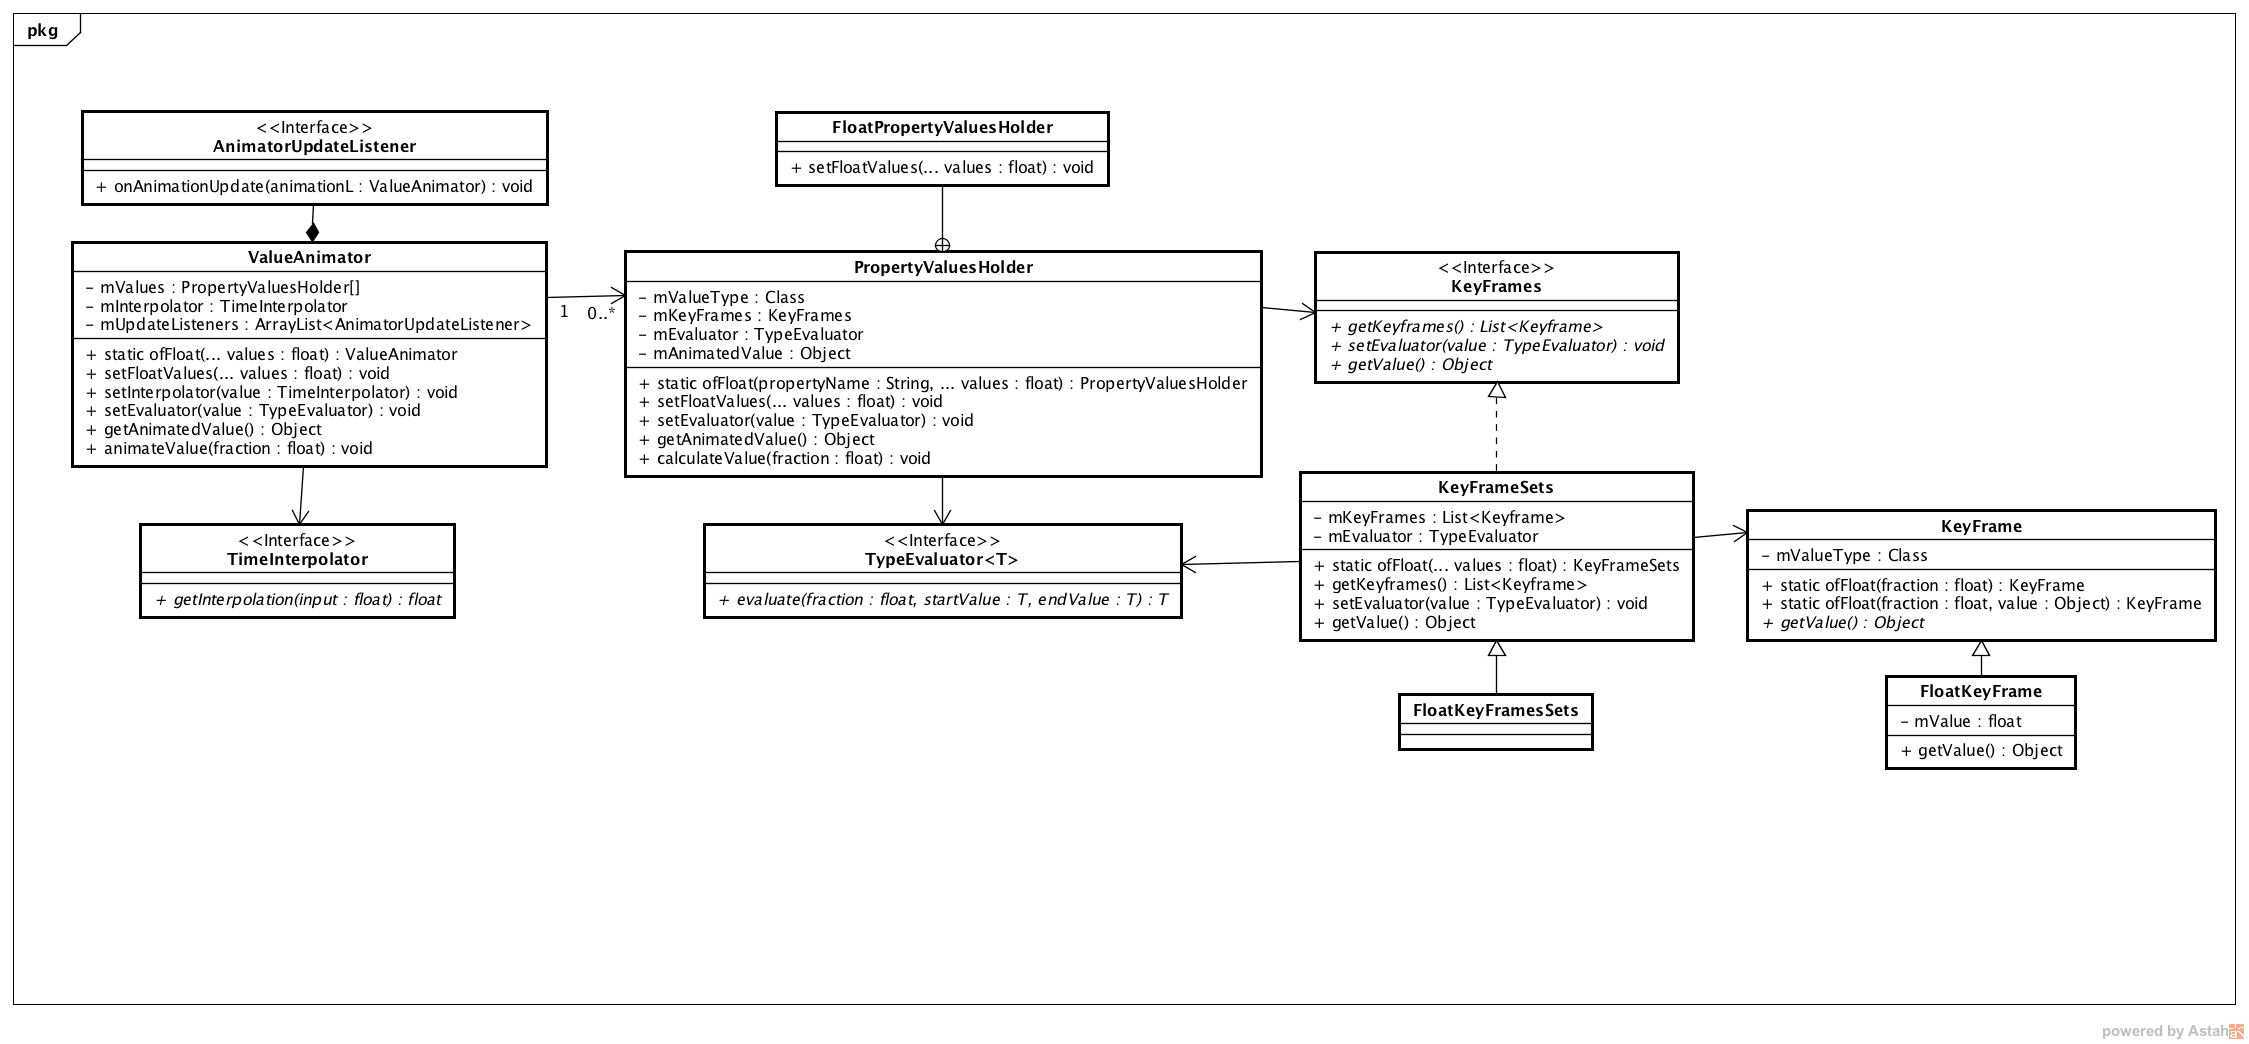 pkg
<<Interface>>
AnimatorUpdateListener
+ onAnimationUpdate(animationL : ValueAnimator) : void
ValueAnimator
- mValues : PropertyValuesHolder[]
- mInterpolator : TimeInterpolator
- mUpdateListeners : ArrayList<AnimatorUpdateListener>
+ static ofFloat(... values : float) : ValueAnimator
+ setFloatValues(... values : float) : void
+ setInterpolator(value : TimeInterpolator) : void
+ setEvaluator(value : TypeEvaluator) : void
+ getAnimatedValue() : Object
+ animateValue(fraction : float) : void
1
0..*
<<Interface>>
TimeInterpolator
+ getInterpolation(input : float) : float
FloatPropertyValuesHolder
+ setFloatValues(... values : float) : void
PropertyValuesHolder
- mValueType : Class
- mKeyFrames : KeyFrames
- mEvaluator : TypeEvaluator
- mAnimatedValue : Object
+ static ofFloat(propertyName : String, ... values : float) : PropertyValuesHolder
+ setFloatValues(... values : float) : void
+ setEvaluator(value : TypeEvaluator) : void
+ getAnimatedValue() : Object
+ calculateValue(fraction : float) : void
<<Interface>>
TypeEvaluator<T>
+ evaluate(fraction : float, startValue : T, endValue : T) : T
<<Interface>>
KeyFrames
+ getKeyframes() : List<Keyframe>
+ setEvaluator(value : TypeEvaluator) : void
+ getValue() : Object
KeyFrameSets
- mKeyFrames : List<Keyframe>
- mEvaluator : TypeEvaluator
+ static ofFloat(... values : float) : KeyFrameSets
+ getKeyframes() : List<Keyframe>
+ setEvaluator(value : TypeEvaluator) : void
+ getValue() : Object
FloatKeyFramesSets
KeyFrame
- mValueType : Class
+ static ofFloat(fraction : float) : KeyFrame
+ static ofFloat(fraction : float, value : Object) : KeyFrame
+ getValue() : Object
FloatKeyFrame
- mValue : float
+ getValue() : Object
powered by Astah